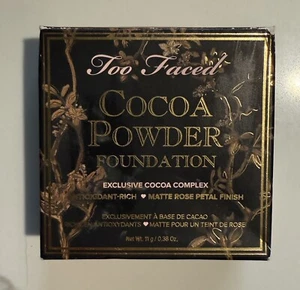 Too Faced
COCOA
POWDER
FOUNDATION
EXCLUSIVE COCOA COMPLEX
ANTIOXIDANT-RICH ♥ MATTE ROSE PETAL FINISH
EXCLUSIVEMENT À BASE DE CACAO
ANTIOXYDANTS ♥ MATTE POUR UN TEINT DE ROSE
Net Wt. 11g / 0.38 Oz.